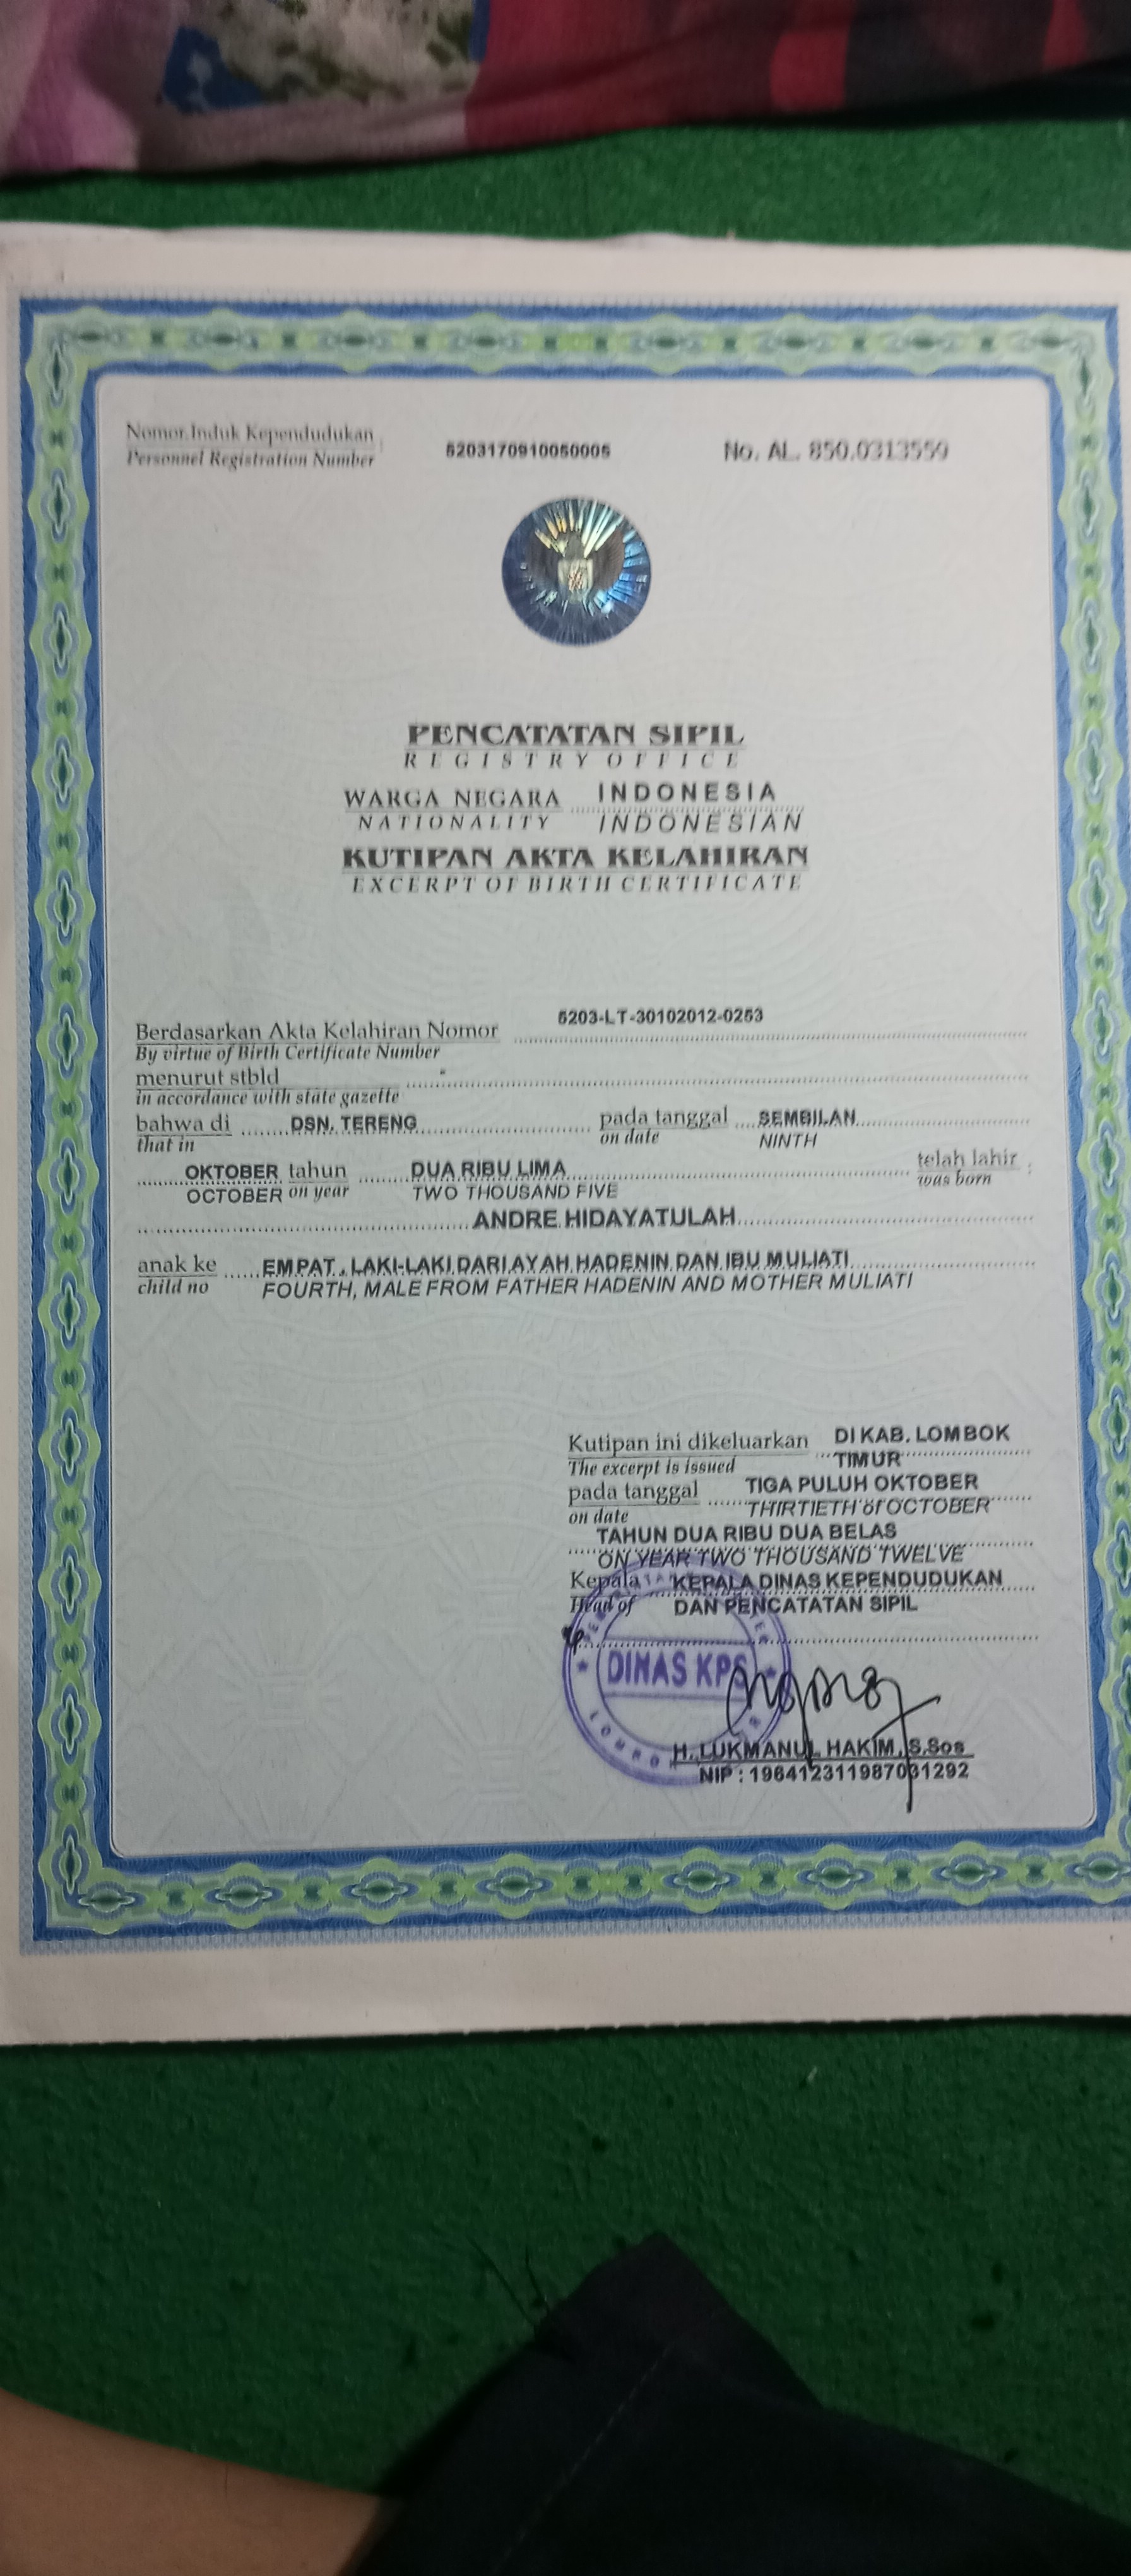 Nomor Induk Kependudukan 5203170910050005 No. AL. 850.0313559
Personnel Registration Number
PENCATATAN SIPIL
REGISTRY OFFICE
WARGA NEGARA INDONESIA
NATIONALITY INDONESIAN
KUTIPAN AKTA KELAHIRAN
EXCERPT OF BIRTH CERTIFICATE
Berdasarkan Akta Kelahiran Nomor 5203-LT-30102012-0253
By virtue of Birth Certificate Number
menurut stbld -
in accordance with state gazette
bahwa di DSN. TERENG pada tanggal SEMBILAN
that in on date NINTH
OKTOBER tahun DUA RIBU LIMA telah lahir :
OCTOBER on year TWO THOUSAND FIVE was born
ANDRE HIDAYATULAH
anak ke EMPAT, LAKI-LAKI DARI AYAH HADENIN DAN IBU MULIATI
child no FOURTH, MALE FROM FATHER HADENIN AND MOTHER MULIATI
Kutipan ini dikeluarkan DI KAB. LOMBOK
The excerpt is issued TIMUR
pada tanggal TIGA PULUH OKTOBER
on date THIRTIETH of OCTOBER
TAHUN DUA RIBU DUA BELAS
ON YEAR TWO THOUSAND TWELVE
Kepala KEPALA DINAS KEPENDUDUKAN
Head of DAN PENCATATAN SIPIL
DINAS KPS
H. LUKMANUL HAKIM, S.Sos
NIP : 196412311987031292